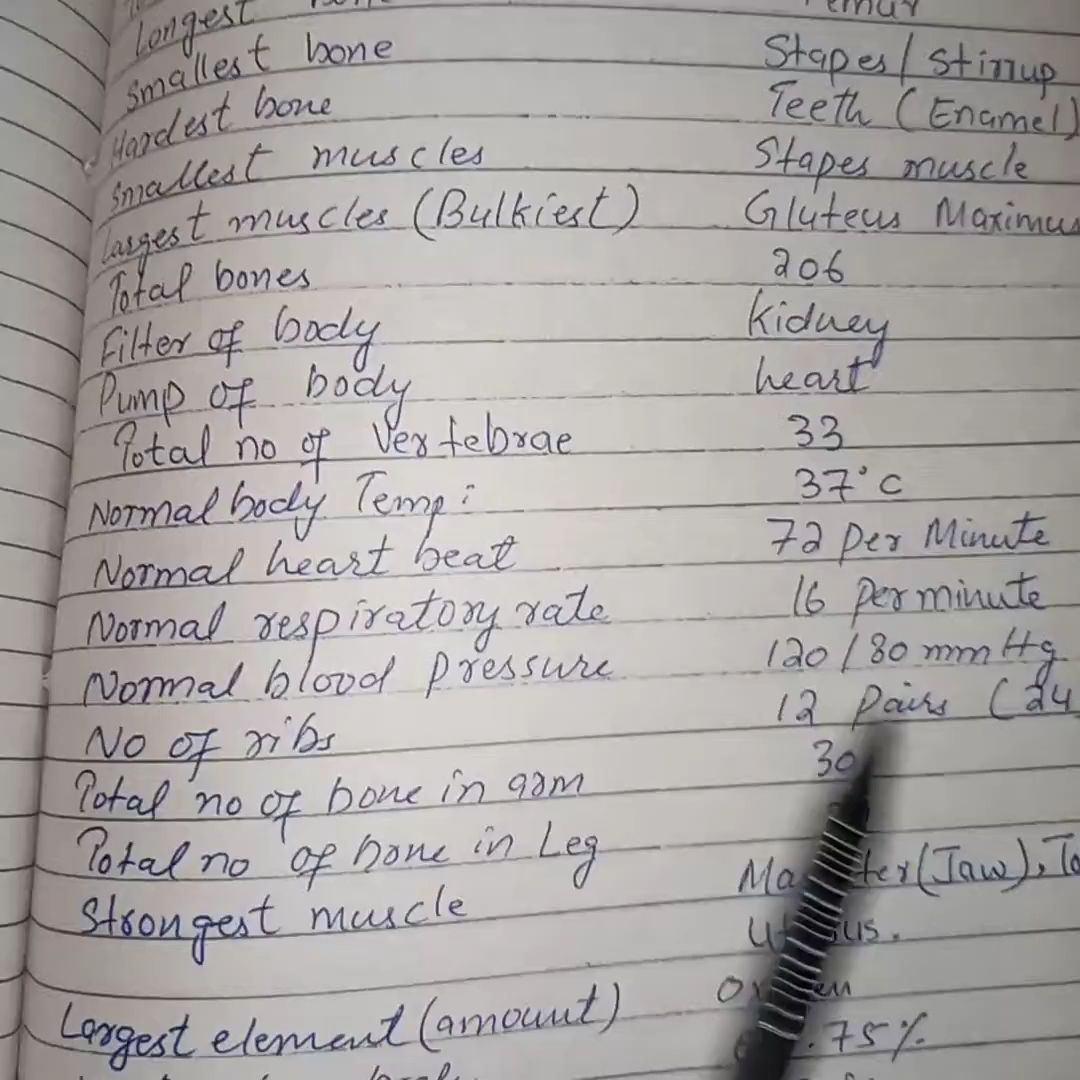 Longest
Smallest bone Stapes / Stirrup
Hardest bone Teeth (Enamel)
Smallest muscles Stapes muscle
Largest muscles (Bulkiest) Gluteus Maximus
Total bones 206
Filter of body Kidney
Pump of body heart
Total no of Vertebrae 33
Normal body Temp: 37°C
Normal heart beat 72 Per Minute
Normal respiratory rate 16 Per minute
Normal blood pressure 120/80 mmHg
No of ribs 12 pairs (24
Total no of bone in arm 30
Total no of bone in Leg
Strongest muscle (Jaw),
Largest element (amount)
75%